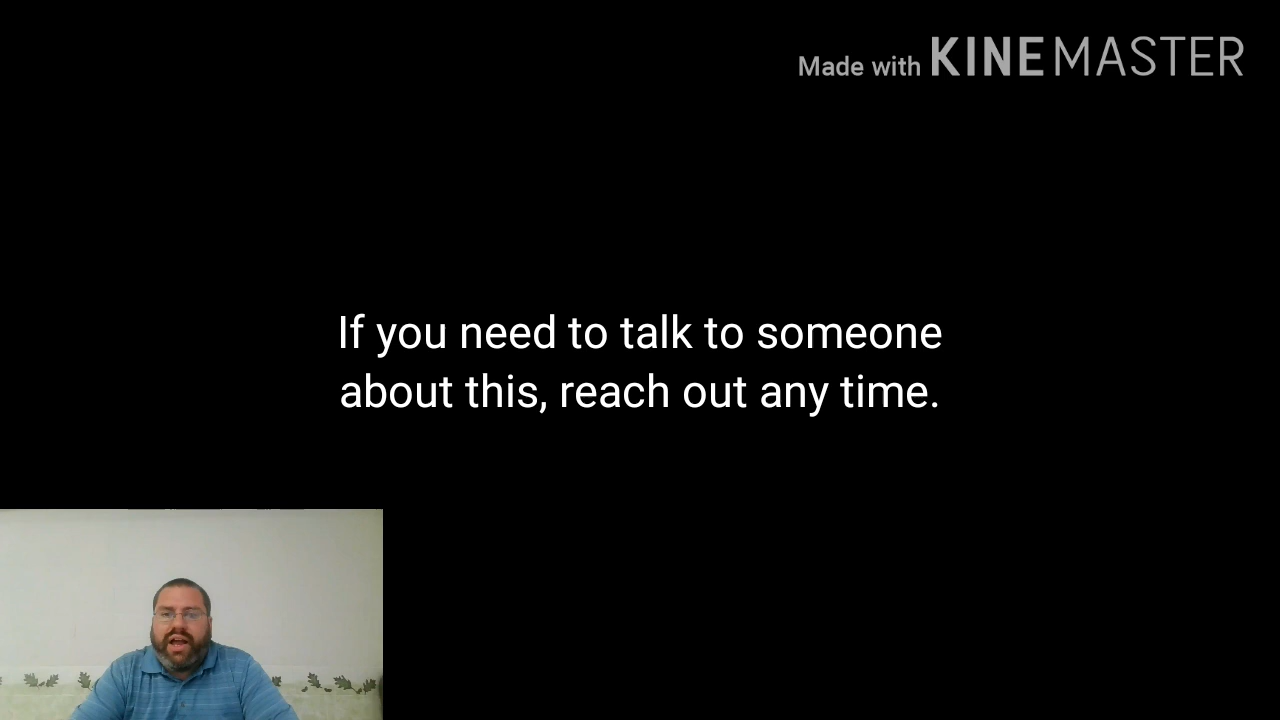 Made with KINEMASTER
If you need to talk to someone
about this, reach out any time.